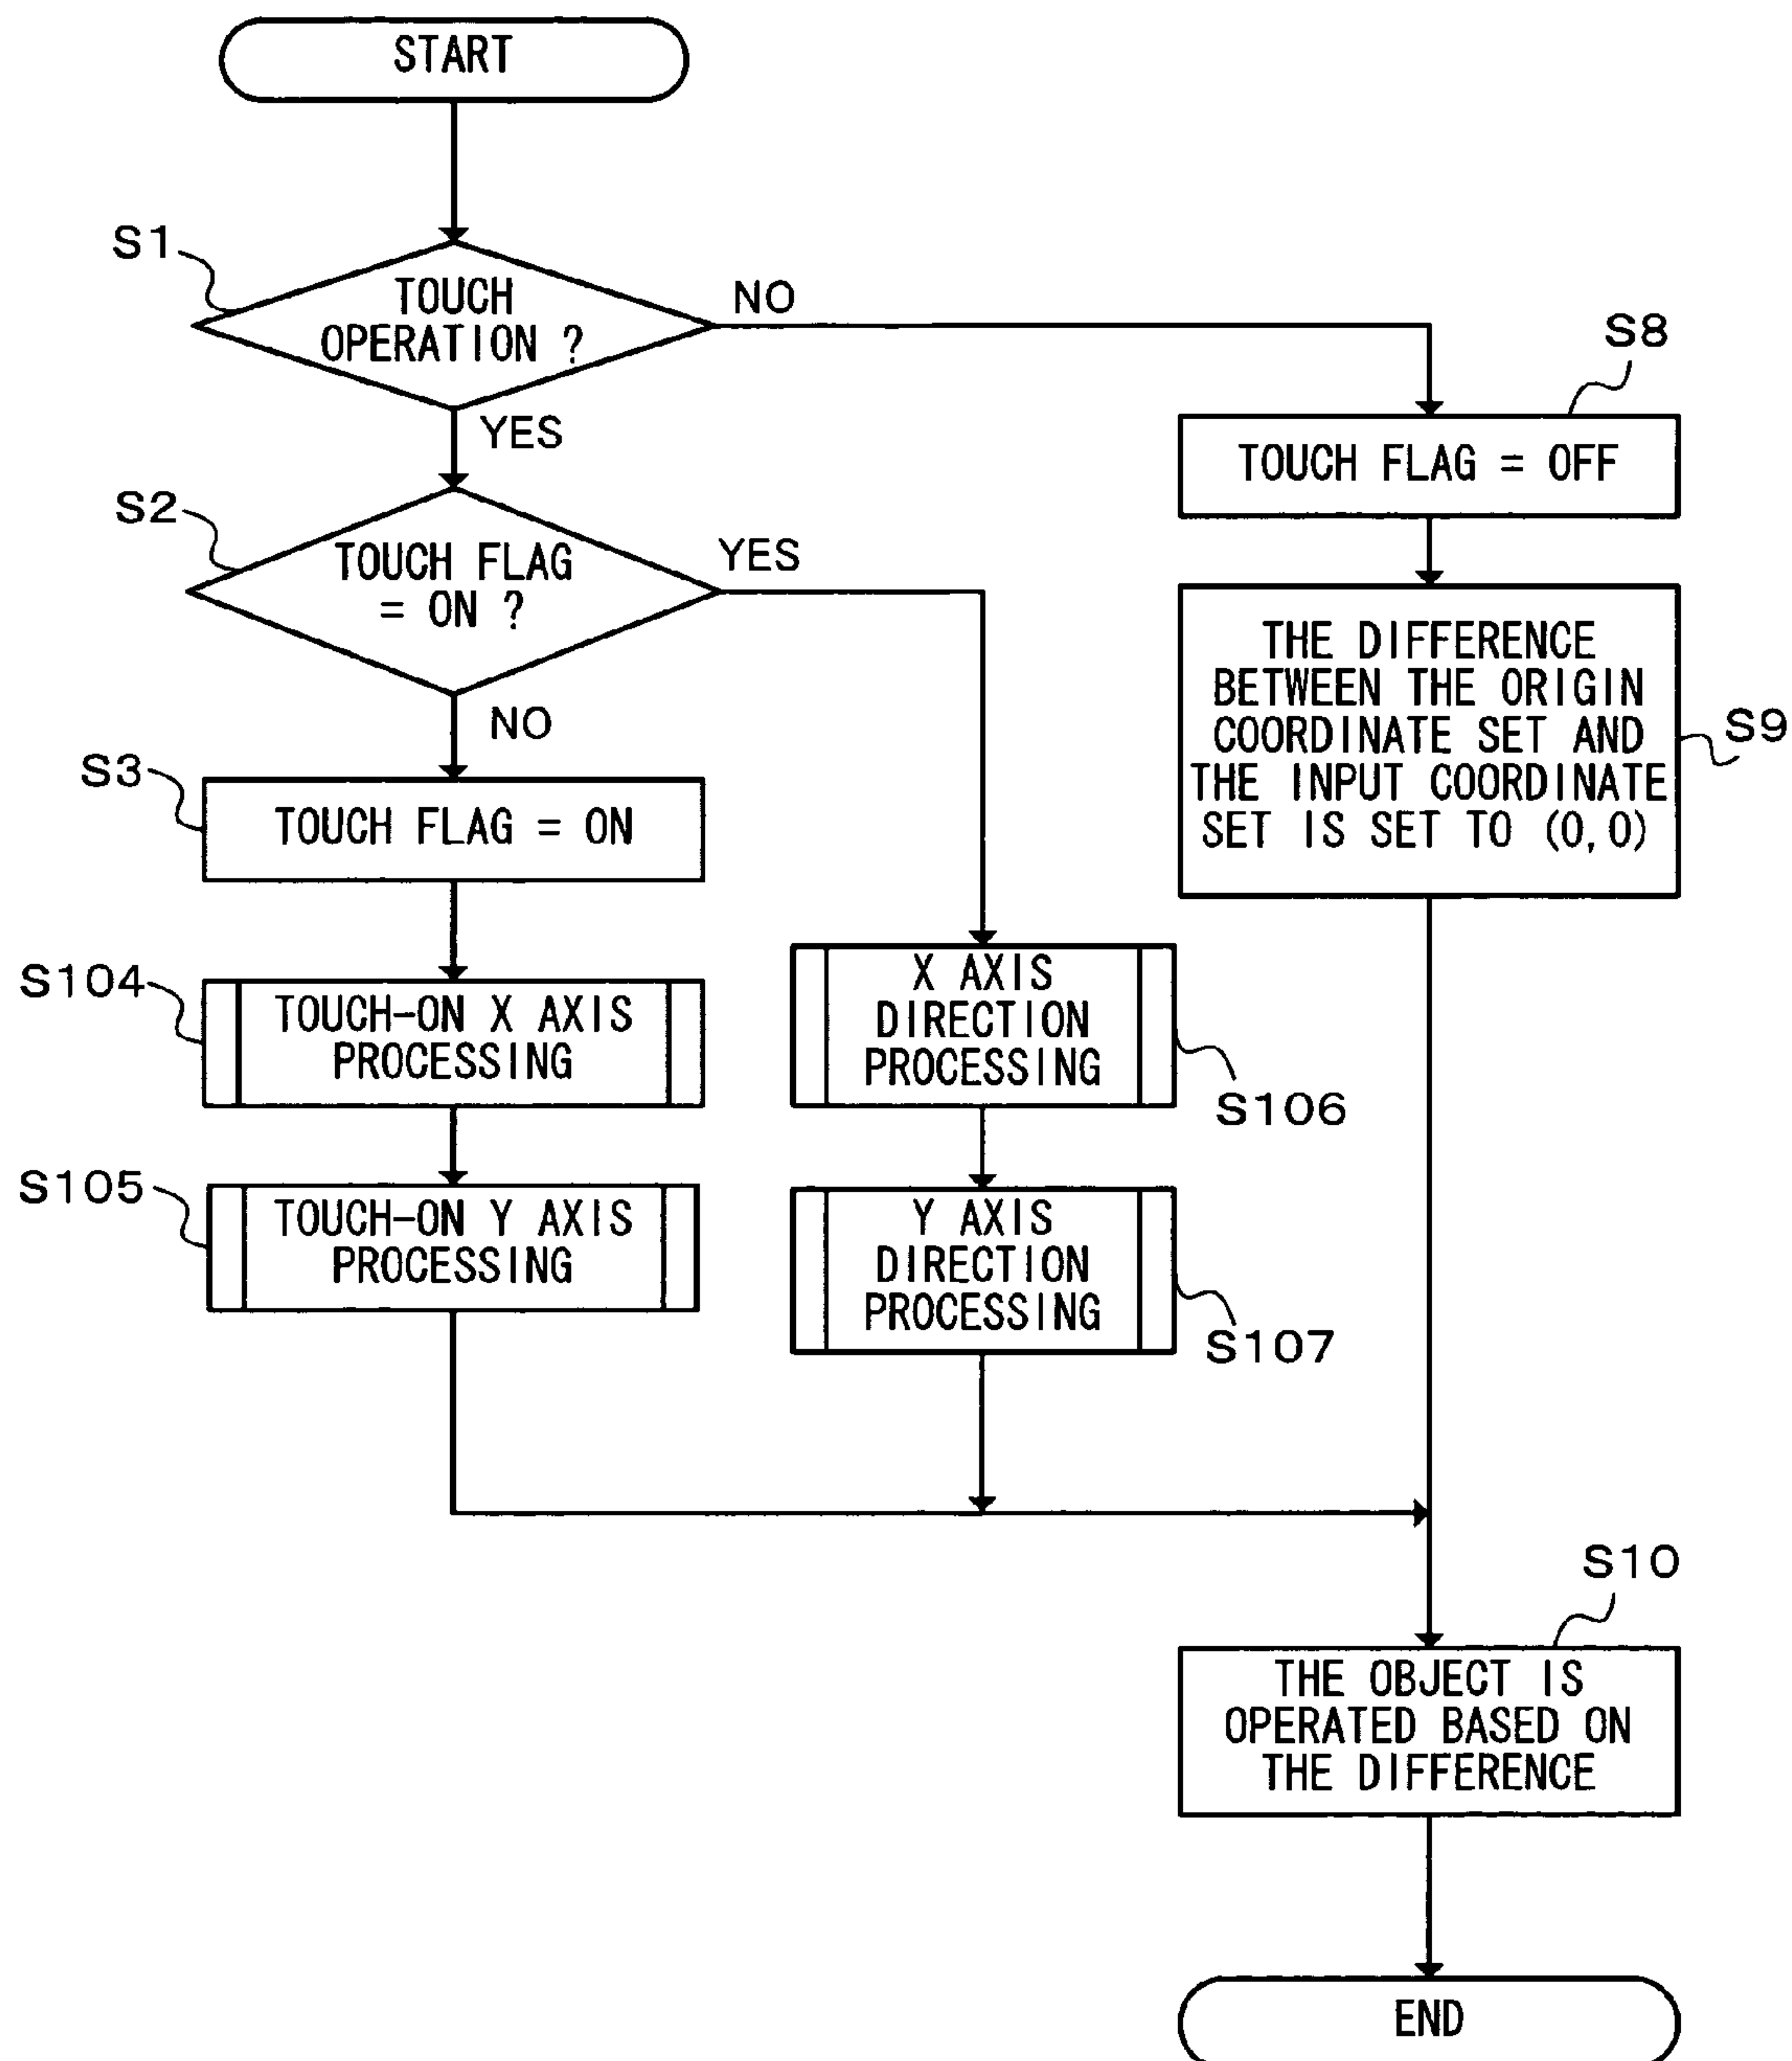 START
S1
TOUCH
OPERATION ?
NO
YES
S8
TOUCH FLAG = OFF
S2
TOUCH FLAG
= ON ?
YES
NO
THE DIFFERENCE
BETWEEN THE ORIGIN
COORDINATE SET AND
THE INPUT COORDINATE
SET IS SET TO (0,0)
S9
S3
TOUCH FLAG = ON
S104
TOUCH-ON X AXIS
PROCESSING
X AXIS
DIRECTION
PROCESSING
S106
S105
TOUCH-ON Y AXIS
PROCESSING
Y AXIS
DIRECTION
PROCESSING
S107
S10
THE OBJECT IS
OPERATED BASED ON
THE DIFFERENCE
END